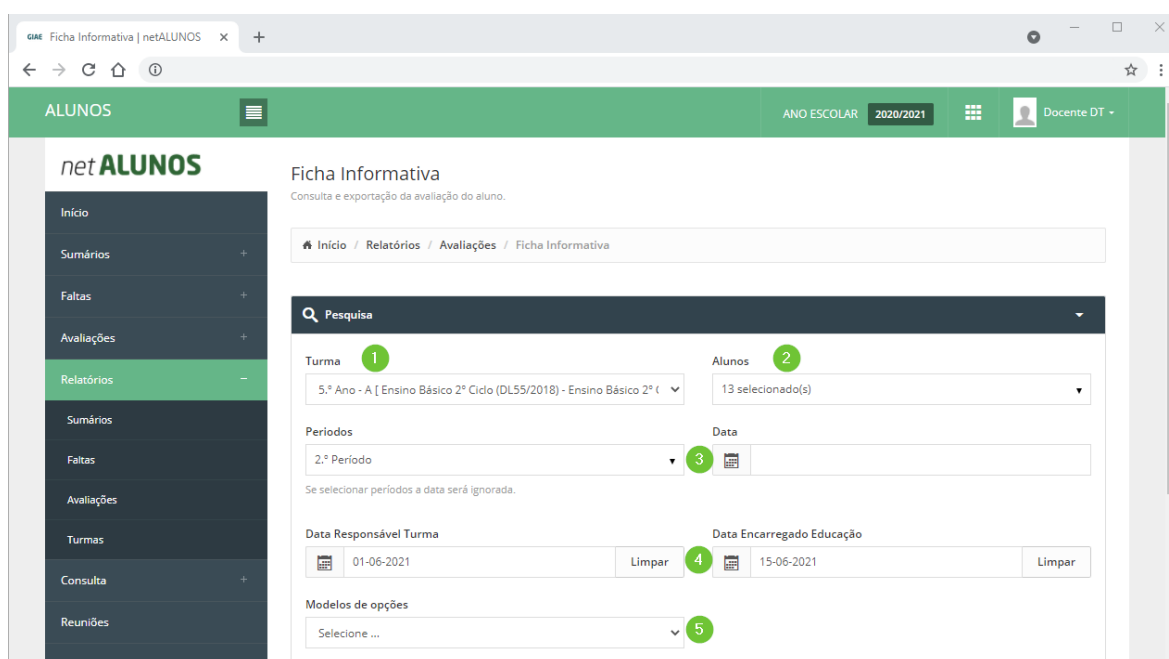 GIAE Ficha Informativa | netALUNOS
ALUNOS
ANO ESCOLAR 2020/2021
Docente DT
net ALUNOS
Início
Sumários
Faltas
Avaliações
Relatórios
Sumários
Faltas
Avaliações
Turmas
Consulta
Reuniões
Ficha Informativa
Consulta e exportação da avaliação do aluno.
Início / Relatórios / Avaliações / Ficha Informativa
Pesquisa
Turma 1
5.º Ano - A [ Ensino Básico 2º Ciclo (DL55/2018) - Ensino Básico 2º (
Alunos 2
13 selecionado(s)
Periodos
2.º Período
3
Data
Se selecionar períodos a data será ignorada.
Data Responsável Turma
01-06-2021 Limpar
4
Data Encarregado Educação
15-06-2021 Limpar
Modelos de opções
Selecione ...
5